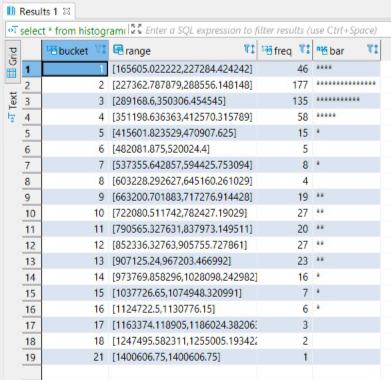 Results 1
select * from histogram( Enter a SQL expression to filter results (use Ctrl+Space)
Grid
Text
bucket range freq bar
1 1 [165605.022222,227284.424242] 46 ****
2 2 [227362.787879,288556.148148] 177 ***************
3 3 [289168.6,350306.454545] 135 ***********
4 4 [351198.636363,412570.315789] 58 *****
5 5 [415601.823529,470907.625] 15 *
6 6 [482081.875,520024.4] 5
7 7 [537355.642857,594425.753094] 8 *
8 8 [603228.292627,645160.261029] 4
9 9 [663200.701883,717276.914428] 19 **
10 10 [722080.511742,782427.19029] 27 **
11 11 [790565.327631,837973.149511] 20 **
12 12 [852336.32763,905755.727861] 27 **
13 13 [907125.24,967203.466992] 23 **
14 14 [973769.858296,1028098.242982] 16 *
15 15 [1037726.65,1074948.320991] 7 *
16 16 [1124722.5,1130776.15] 6 *
17 17 [1163374.118905,1186024.38206 3
18 18 [1247495.582311,1255005.19342 2
19 21 [1400606.75,1400606.75] 1